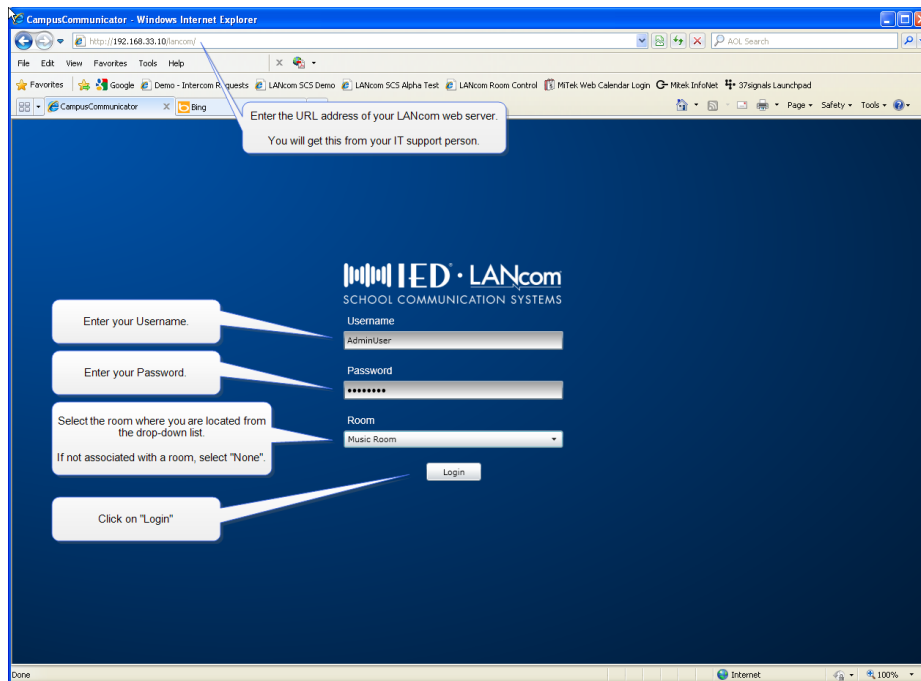 CampusCommunicator - Windows Internet Explorer
http://192.168.33.10/lancom/
AOL Search
File Edit View Favorites Tools Help
Favorites Google Demo - Intercom Requests LANcom SCS Demo LANcom SCS Alpha Test LANcom Room Control MiTek Web Calendar Login Mitek InfoNet 37signals Launchpad
CampusCommunicator Bing Page Safety Tools
Enter the URL address of your LANcom web server.
You will get this from your IT support person.
IED · LANcom
SCHOOL COMMUNICATION SYSTEMS
Enter your Username.
Username
AdminUser
Enter your Password.
Password
••••••••
Select the room where you are located from
the drop-down list.
If not associated with a room, select "None".
Room
Music Room
Login
Click on "Login"
Done Internet 100%